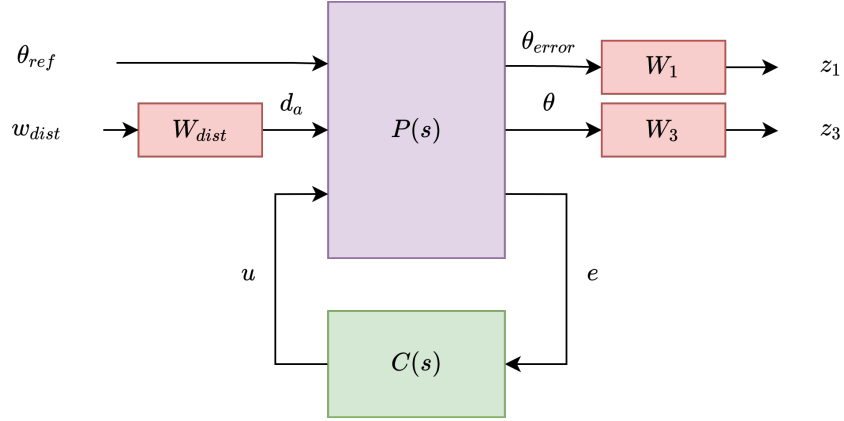 θ_ref
θ_error
W_1
z_1
w_dist
W_dist
d_a
P(s)
θ
W_3
z_3
u
e
C(s)